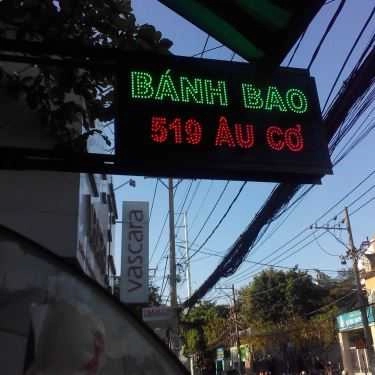 BÁNH BAO
519 ÂU CƠ
vascara